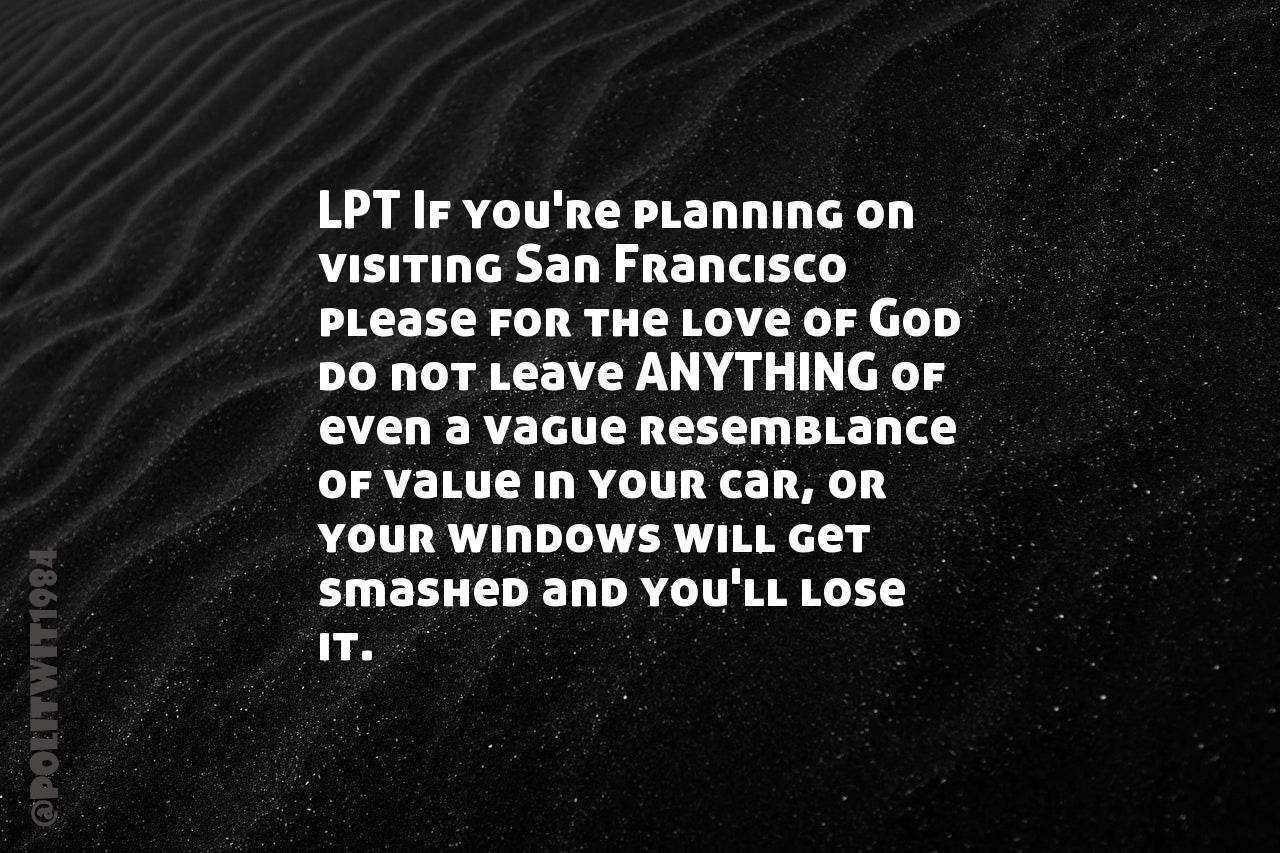 LPT If you're planning on
visiting San Francisco
please for the love of God
do not leave ANYTHING of
even a vague resemblance
of value in your car, or
your windows will get
smashed and you'll lose
it.
@politwit1984